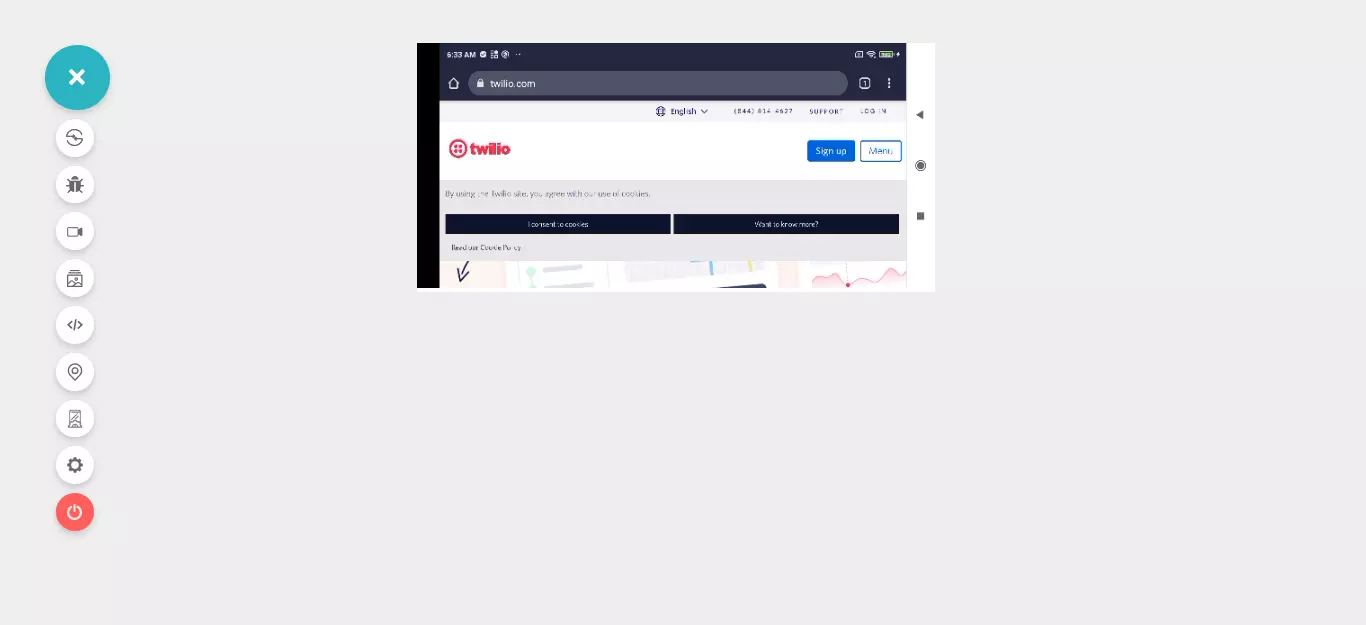 6:33 AM
twilio.com
1
English
(844) 814-4627
SUPPORT
LOG IN
twilio
Sign up
Menu
By using the Twilio site, you agree with our use of cookies.
I consent to cookies
Want to know more?
Read our Cookie Policy